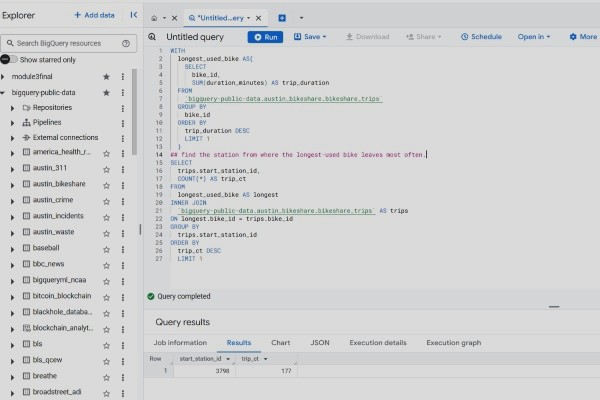 Explorer
+ Add data
*Untitled...ery
Search BigQuery resources
Show starred only
module3final
bigquery-public-data
Repositories
Pipelines
External connections
america_health_r...
austin_311
austin_bikeshare
austin_crime
austin_incidents
austin_waste
baseball
bbc_news
bigqueryml_ncaa
bitcoin_blockchain
blackhole_databa...
blockchain_analyt...
bls
bls_qcew
breathe
broadstreet_adi
Untitled query
Run
Save
Download
Share
Schedule
Open in
More
1 WITH
2 longest_used_bike AS(
3 SELECT
4 bike_id,
5 SUM(duration_minutes) AS trip_duration
6 FROM
7 `bigquery-public-data.austin_bikeshare.bikeshare_trips`
8 GROUP BY
9 bike_id
10 ORDER BY
11 trip_duration DESC
12 LIMIT 1
13 )
14 ## find the station from where the longest-used bike leaves most often.
15 SELECT
16 trips.start_station_id,
17 COUNT(*) AS trip_ct
18 FROM
19 longest_used_bike AS longest
20 INNER JOIN
21 `bigquery-public-data.austin_bikeshare.bikeshare_trips` AS trips
22 ON longest.bike_id = trips.bike_id
23 GROUP BY
24 trips.start_station_id
25 ORDER BY
26 trip_ct DESC
27 LIMIT 1
Query completed
Query results
Job information Results Chart JSON Execution details Execution graph
Row start_station_id trip_ct
1 3798 177